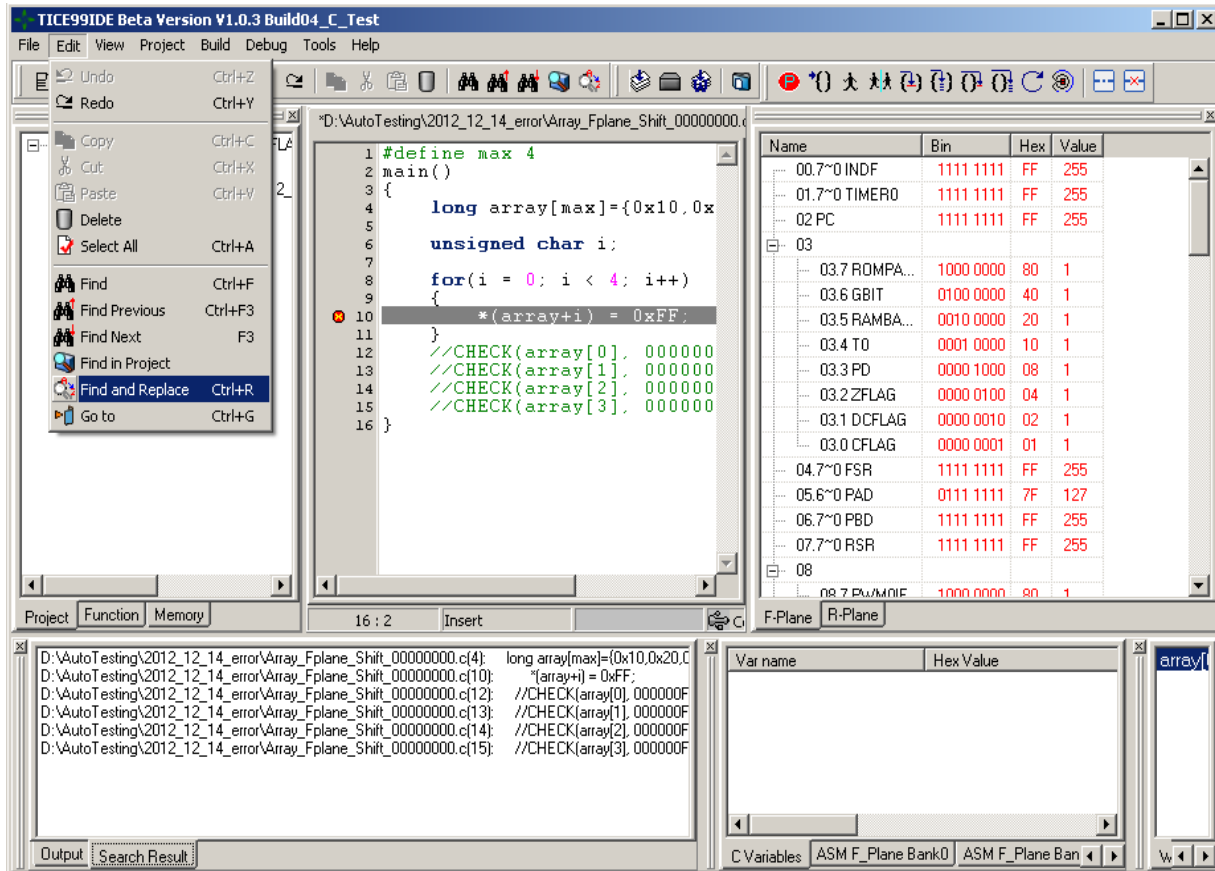 TICE99IDE Beta Version V1.0.3 Build04_C_Test
File Edit View Project Build Debug Tools Help
Undo Ctrl+Z
Redo Ctrl+Y
Copy Ctrl+C
Cut Ctrl+X
Paste Ctrl+V
Delete
Select All Ctrl+A
Find Ctrl+F
Find Previous Ctrl+F3
Find Next F3
Find in Project
Find and Replace Ctrl+R
Go to Ctrl+G
2_
Project Function Memory
*D:\AutoTesting\2012_12_14_error\Array_Fplane_Shift_00000000.c
1 #define max 4
2 main()
3 {
4 long array[max]={0x10,0x
5
6 unsigned char i;
7
8 for(i = 0; i < 4; i++)
9 {
10 *(array+i) = 0xFF;
11 }
12 //CHECK(array[0], 000000
13 //CHECK(array[1], 000000
14 //CHECK(array[2], 000000
15 //CHECK(array[3], 000000
16 }
16 : 2 Insert
Name Bin Hex Value
00.7~0 INDF 1111 1111 FF 255
01.7~0 TIMER0 1111 1111 FF 255
02 PC 1111 1111 FF 255
03
03.7 ROMPA... 1000 0000 80 1
03.6 GBIT 0100 0000 40 1
03.5 RAMBA... 0010 0000 20 1
03.4 T0 0001 0000 10 1
03.3 PD 0000 1000 08 1
03.2 ZFLAG 0000 0100 04 1
03.1 DCFLAG 0000 0010 02 1
03.0 CFLAG 0000 0001 01 1
04.7~0 FSR 1111 1111 FF 255
05.6~0 PAD 0111 1111 7F 127
06.7~0 PBD 1111 1111 FF 255
07.7~0 RSR 1111 1111 FF 255
08
08.7 PWM0IE 1000 0000 80 1
F-Plane R-Plane
D:\AutoTesting\2012_12_14_error\Array_Fplane_Shift_00000000.c(4): long array[max]={0x10,0x20,0
D:\AutoTesting\2012_12_14_error\Array_Fplane_Shift_00000000.c(10): *(array+i) = 0xFF;
D:\AutoTesting\2012_12_14_error\Array_Fplane_Shift_00000000.c(12): //CHECK(array[0], 000000F
D:\AutoTesting\2012_12_14_error\Array_Fplane_Shift_00000000.c(13): //CHECK(array[1], 000000F
D:\AutoTesting\2012_12_14_error\Array_Fplane_Shift_00000000.c(14): //CHECK(array[2], 000000F
D:\AutoTesting\2012_12_14_error\Array_Fplane_Shift_00000000.c(15): //CHECK(array[3], 000000F
Output Search Result
Var name Hex Value
C Variables ASM F_Plane Bank0 ASM F_Plane Ban
array[